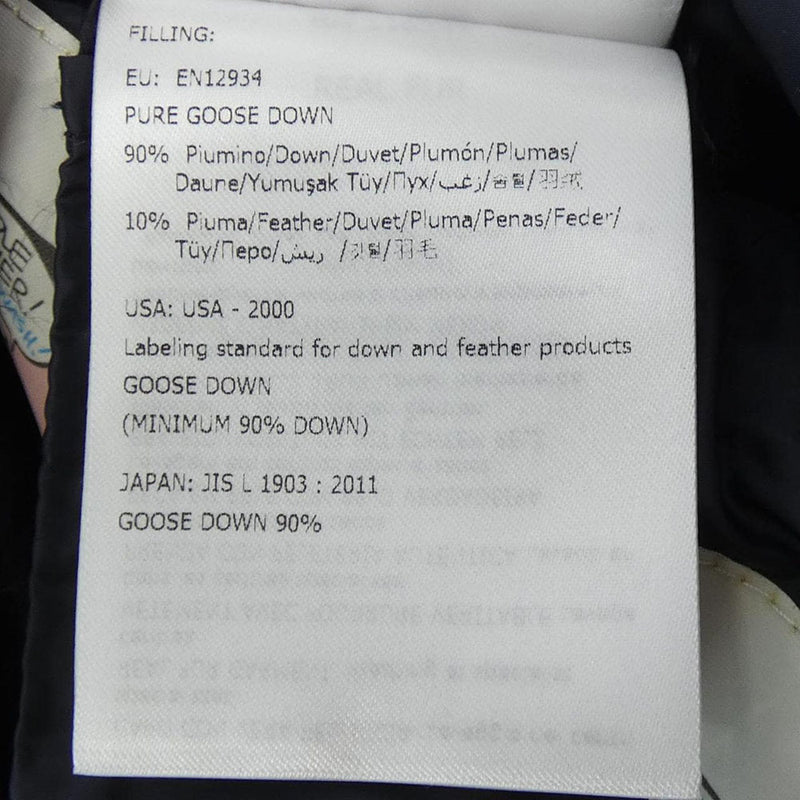 FILLING:
EU: EN12934
PURE GOOSE DOWN
90% Piumino/Down/Duvet/Plumón/Plumas/
Daune/Yumuşak Tüy/Пух/زغب/솜털/羽绒
10% Piuma/Feather/Duvet/Pluma/Penas/Feder/
Tüy/Перо/ريش /깃털/羽毛
USA: USA - 2000
Labeling standard for down and feather products
GOOSE DOWN
(MINIMUM 90% DOWN)
JAPAN: JIS L 1903 : 2011
GOOSE DOWN 90%